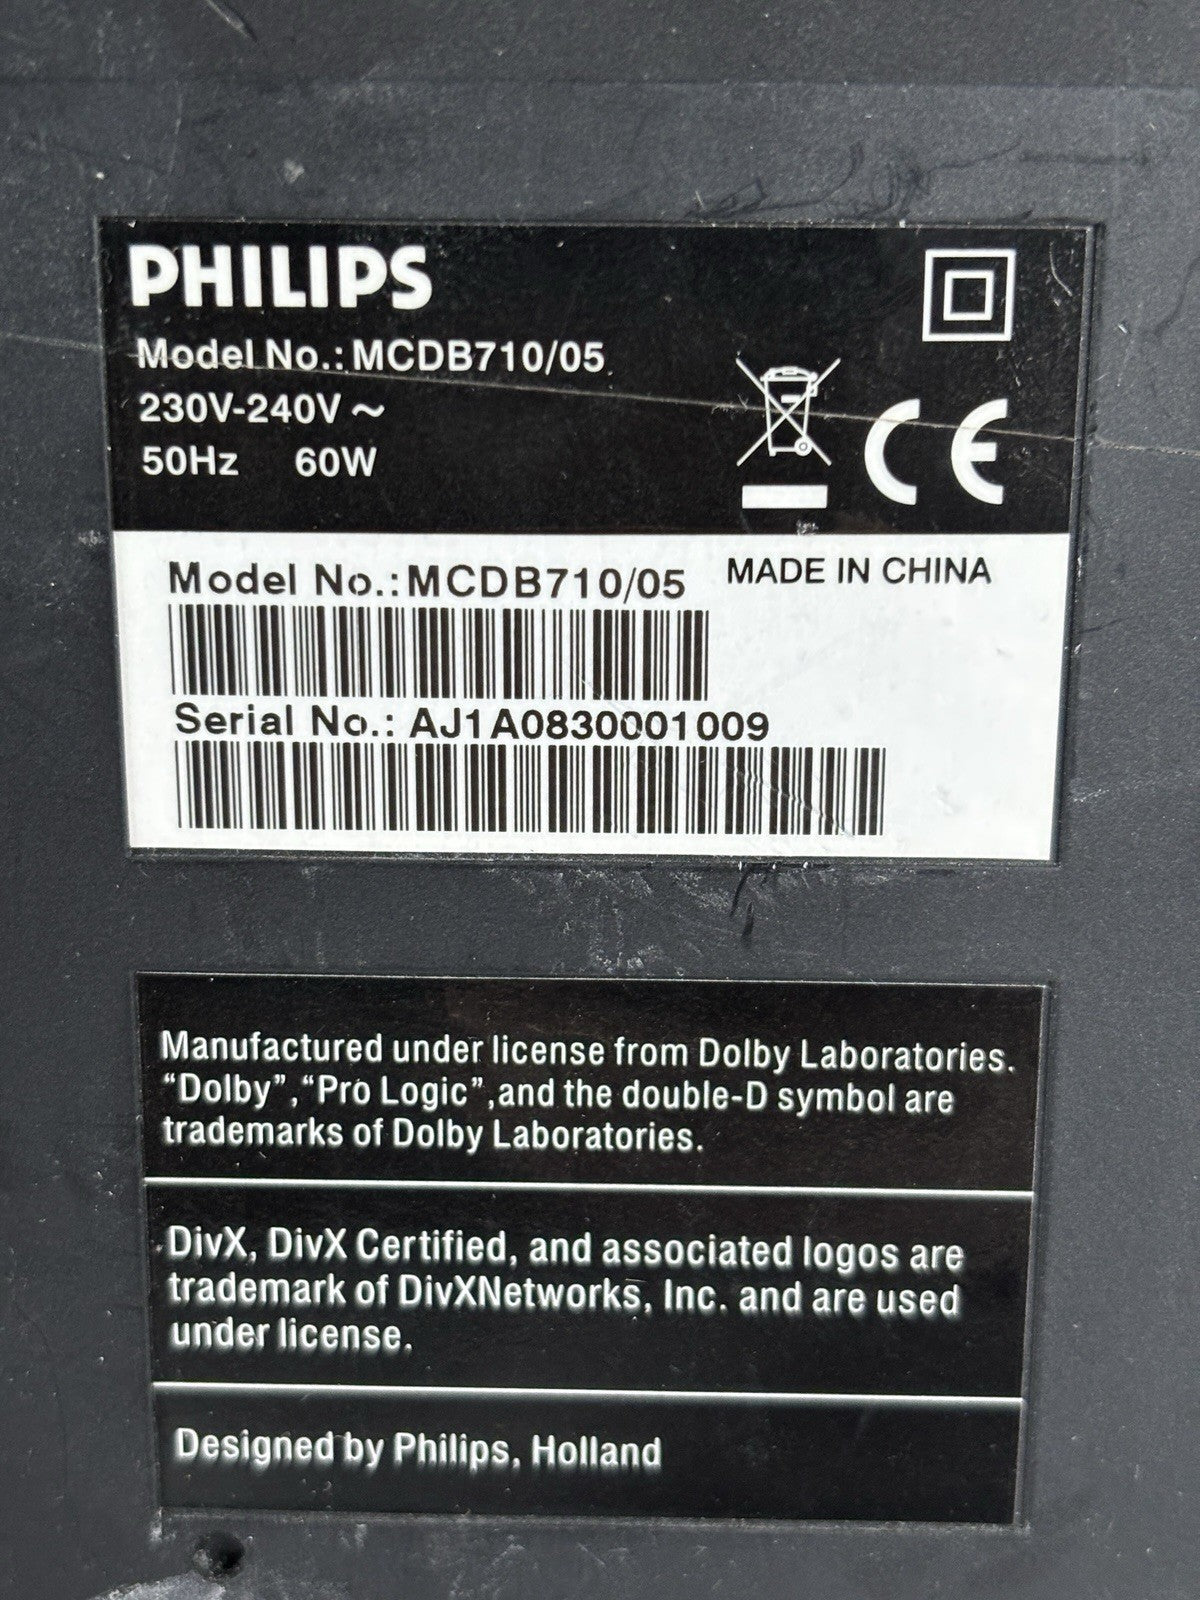 PHILIPS
Model No.: MCDB710/05
230V-240V ~
50Hz 60W
CE
Model No.: MCDB710/05 MADE IN CHINA
Serial No.: AJ1A0830001009
Manufactured under license from Dolby Laboratories.
“Dolby”, “Pro Logic”, and the double-D symbol are
trademarks of Dolby Laboratories.
DivX, DivX Certified, and associated logos are
trademark of DivXNetworks, Inc. and are used
under license.
Designed by Philips, Holland